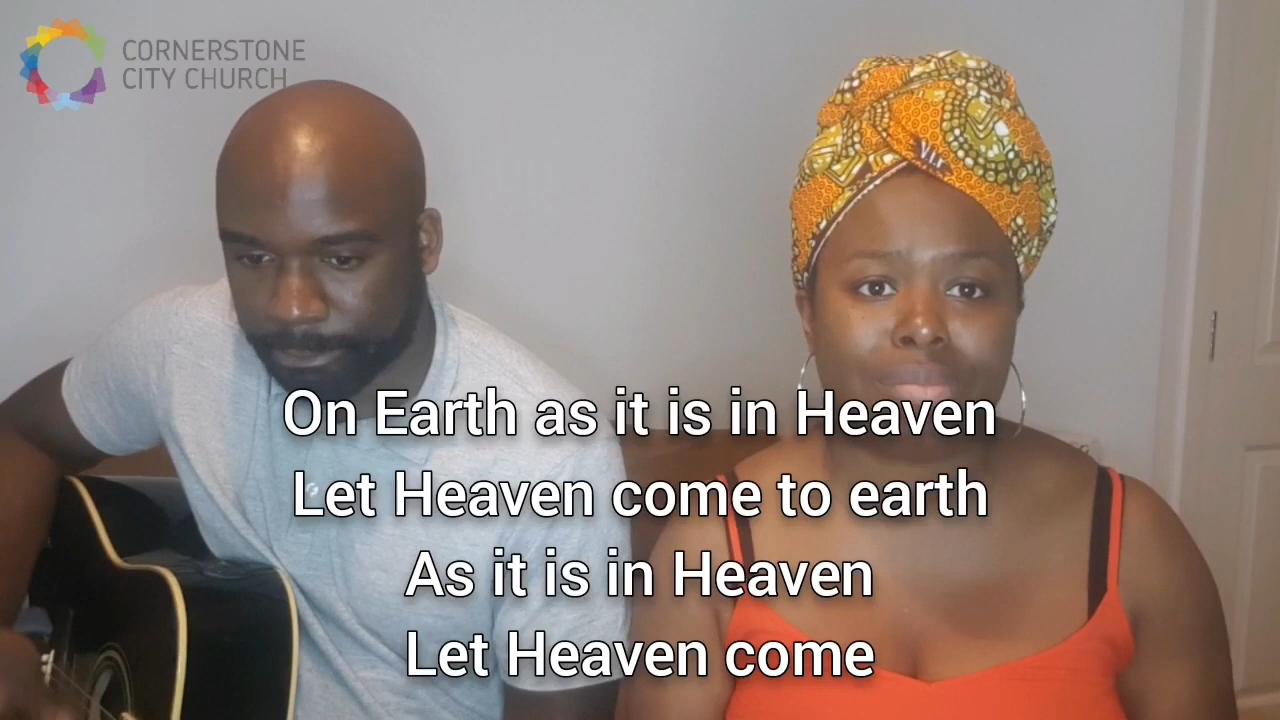 CORNERSTONE
CITY CHURCH
On Earth as it is in Heaven
Let Heaven come to earth
As it is in Heaven
Let Heaven come